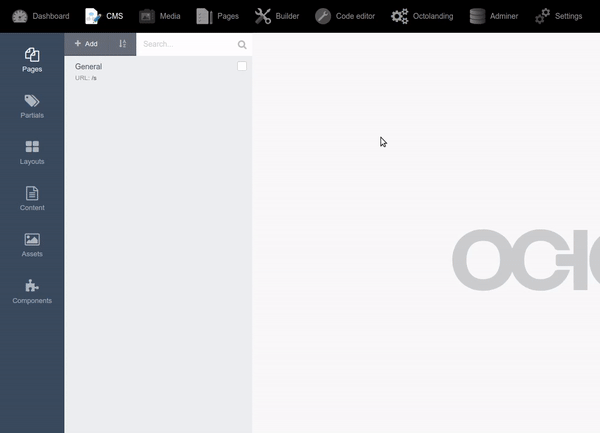 Dashboard CMS Media Pages Builder Code editor Octolanding Adminer Settings
+ Add Search...
Pages
General
URL: /s
Partials
Layouts
Content
Assets
Components